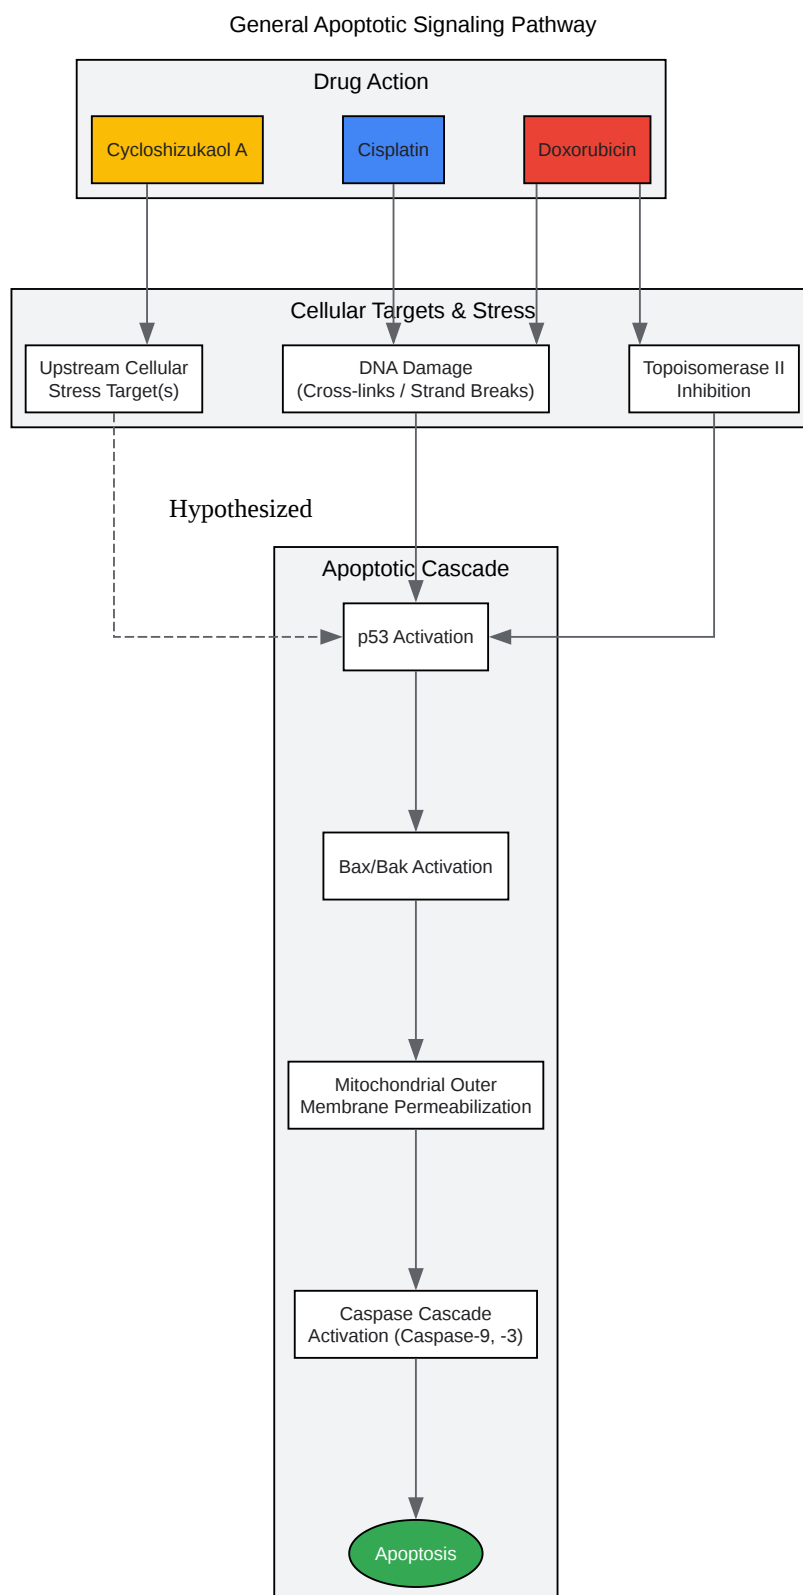 General Apoptotic Signaling Pathway
Drug Action
Cycloshizukaol A
Cisplatin
Doxorubicin
Cellular Targets & Stress
Upstream Cellular
Stress Target(s)
DNA Damage
(Cross-links / Strand Breaks)
Topoisomerase II
Inhibition
Hypothesized
Apoptotic Cascade
p53 Activation
Bax/Bak Activation
Mitochondrial Outer
Membrane Permeabilization
Caspase Cascade
Activation (Caspase-9, -3)
Apoptosis